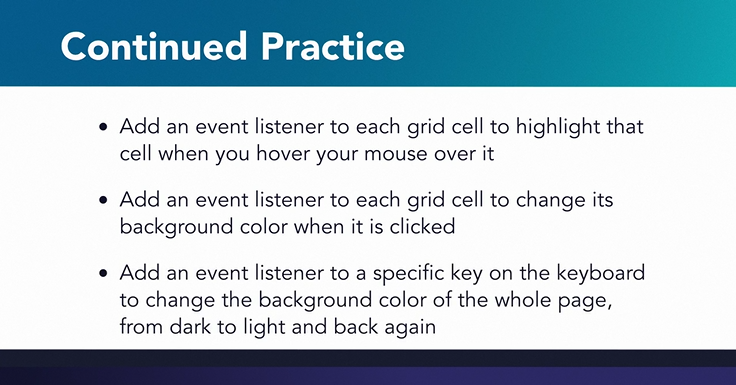 Continued Practice
• Add an event listener to each grid cell to highlight that
cell when you hover your mouse over it
• Add an event listener to each grid cell to change its
background color when it is clicked
• Add an event listener to a specific key on the keyboard
to change the background color of the whole page,
from dark to light and back again